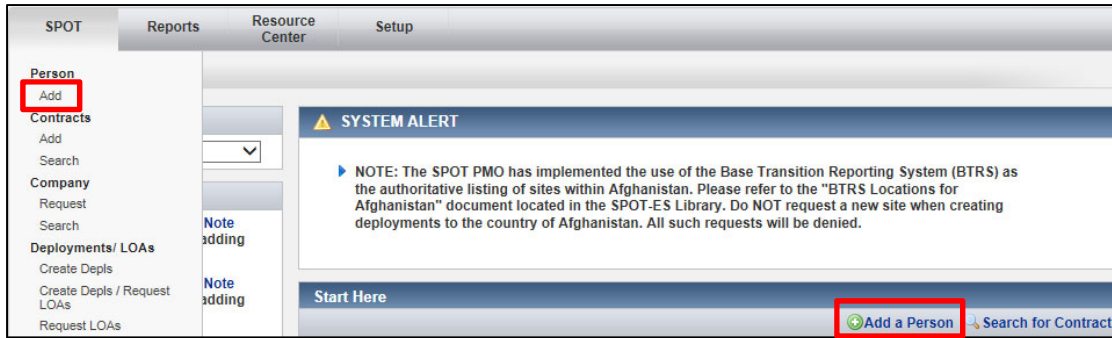 SPOT
Reports
Resource
Center
Setup
Person
Add
Contracts
Add
Search
Company
Request
Search
Deployments/ LOAs
Create Depls
Create Depls / Request
LOAs
Request LOAs
Note
adding
Note
adding
SYSTEM ALERT
NOTE: The SPOT PMO has implemented the use of the Base Transition Reporting System (BTRS) as
the authoritative listing of sites within Afghanistan. Please refer to the "BTRS Locations for
Afghanistan" document located in the SPOT-ES Library. Do NOT request a new site when creating
deployments to the country of Afghanistan. All such requests will be denied.
Start Here
Add a Person Search for Contract